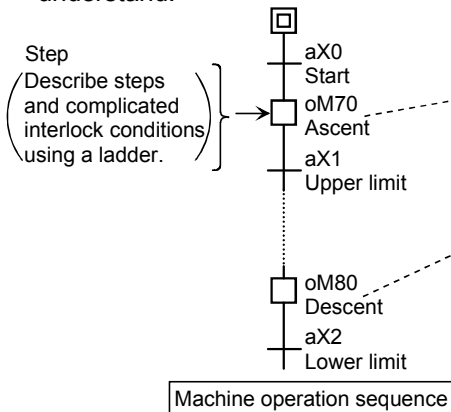 understand.
Step
Describe steps
and complicated
interlock conditions
using a ladder.
aX0
Start
oM70
Ascent
aX1
Upper limit
oM80
Descent
aX2
Lower limit
Machine operation sequence